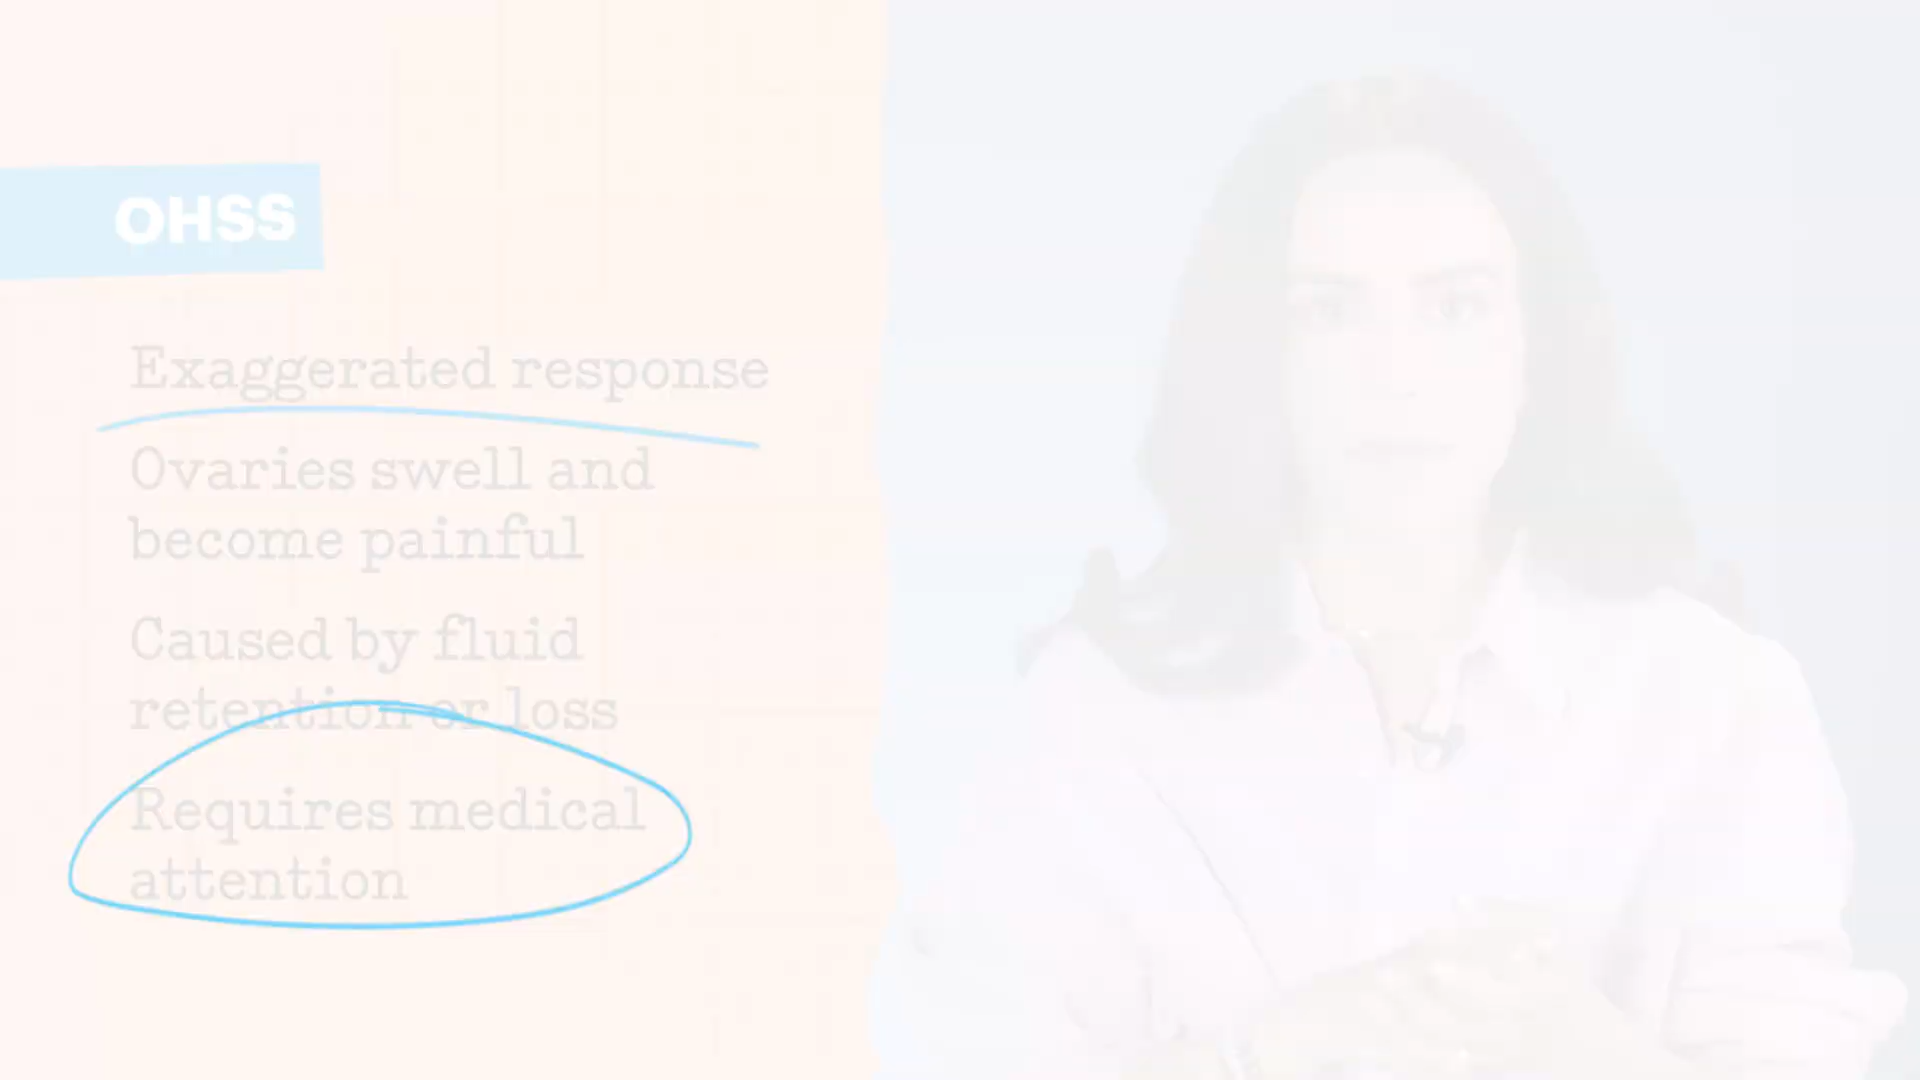 OHSS
Exaggerated response
Ovaries swell and
become painful
Caused by fluid
retention or loss
Requires medical
attention